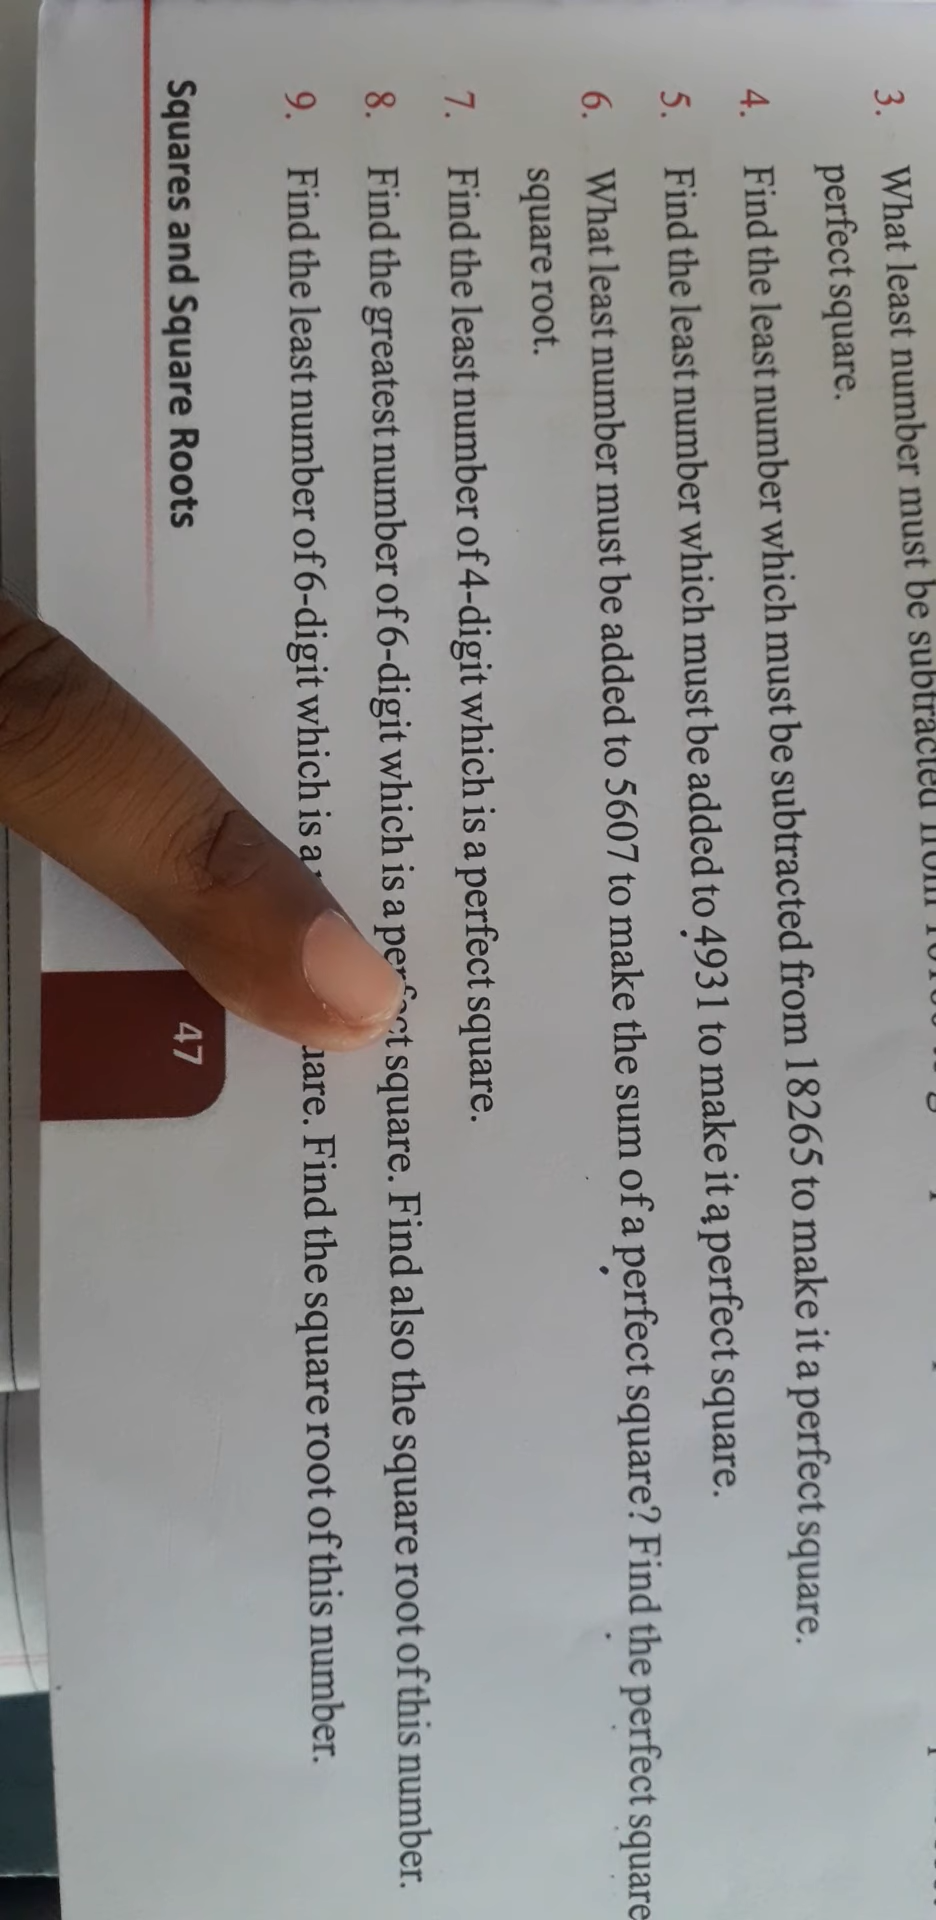 3. What least number must be subtracted from
perfect square.
4. Find the least number which must be subtracted from 18265 to make it a perfect square.
5. Find the least number which must be added to 4931 to make it a perfect square.
6. What least number must be added to 5607 to make the sum of a perfect square? Find the perfect square
square root.
7. Find the least number of 4-digit which is a perfect square.
8. Find the greatest number of 6-digit which is a perfect square. Find also the square root of this number.
9. Find the least number of 6-digit which is a Find the square root of this number.
Squares and Square Roots
47